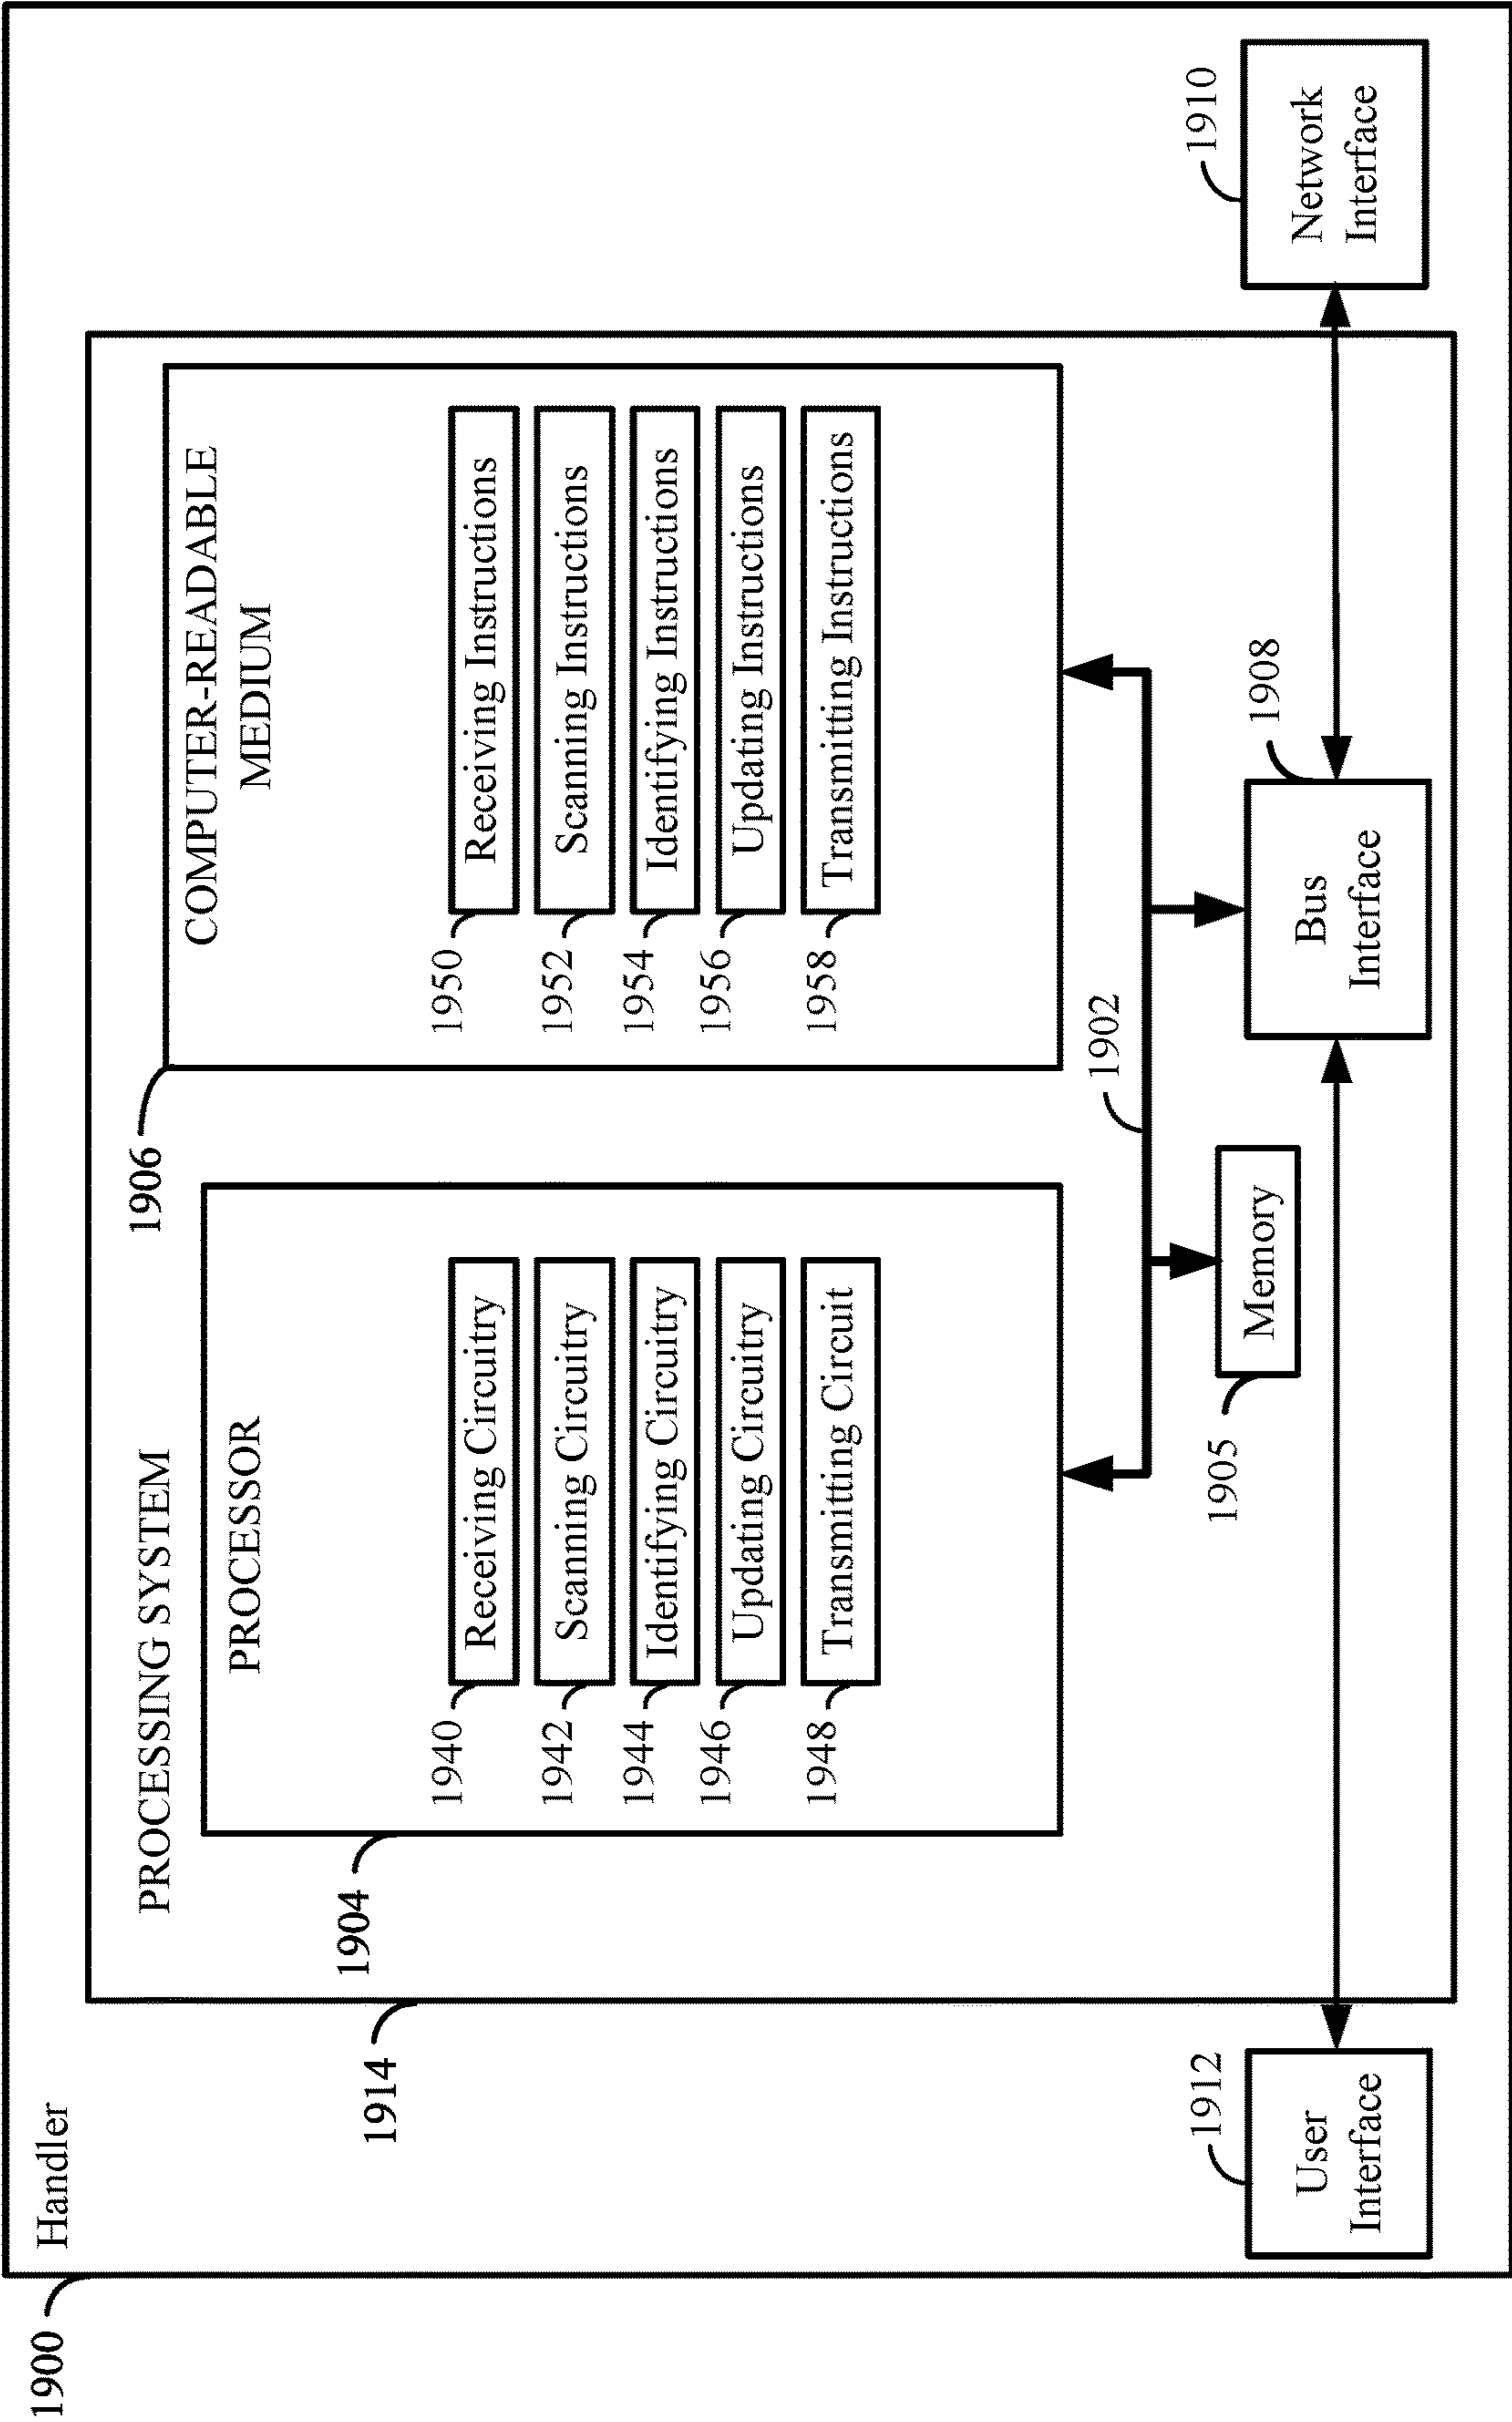 1900
Handler
1914
PROCESSING SYSTEM
1904
PROCESSOR
1940
Receiving Circuitry
1942
Scanning Circuitry
1944
Identifying Circuitry
1946
Updating Circuitry
1948
Transmitting Circuit
1906
COMPUTER-READABLE
MEDIUM
1950
Receiving Instructions
1952
Scanning Instructions
1954
Identifying Instructions
1956
Updating Instructions
1958
Transmitting Instructions
1902
1905
Memory
1912
User
Interface
1908
Bus
Interface
1910
Network
Interface